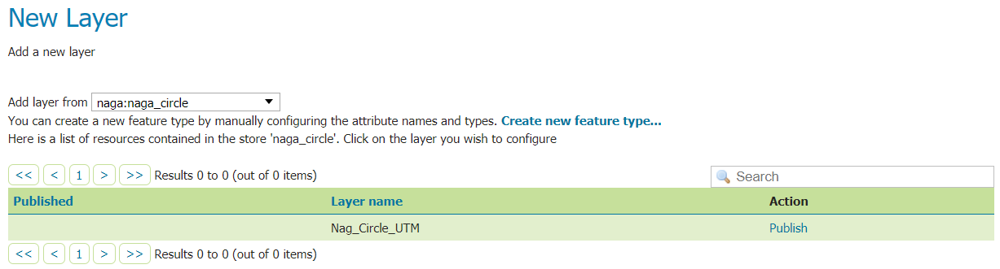 New Layer
Add a new layer
Add layer from naga:naga_circle
You can create a new feature type by manually configuring the attribute names and types. Create new feature type...
Here is a list of resources contained in the store 'naga_circle'. Click on the layer you wish to configure
<< < 1 > >> Results 0 to 0 (out of 0 items) Search
Published Layer name Action
Nag_Circle_UTM Publish
<< < 1 > >> Results 0 to 0 (out of 0 items)